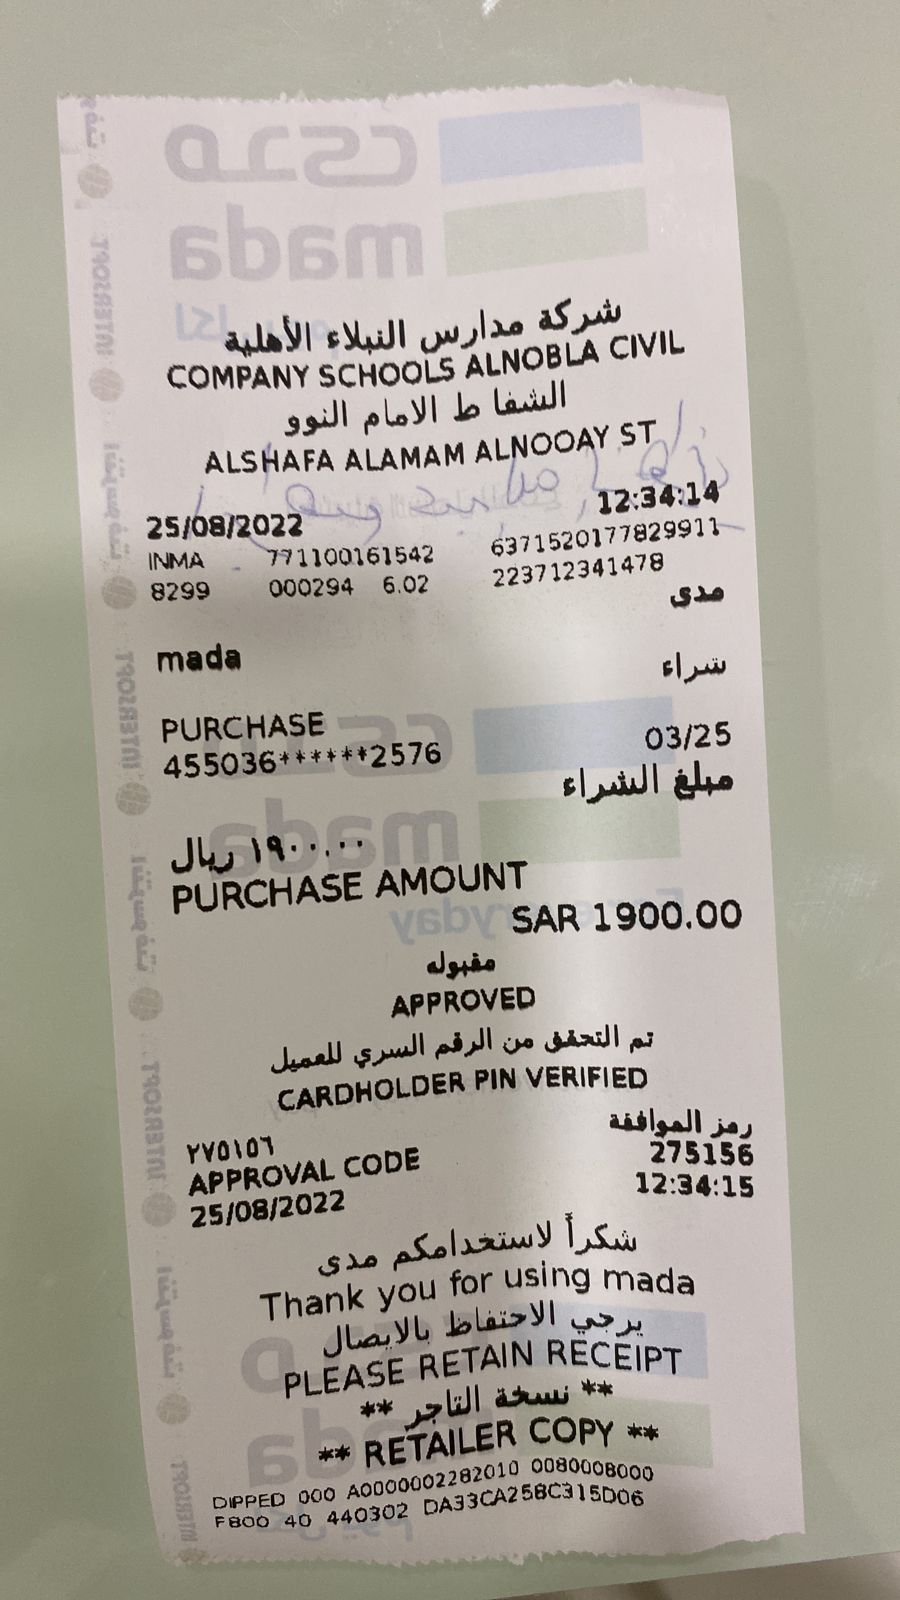 شركة مدارس النبلاء الأهلية
COMPANY SCHOOLS ALNOBLA CIVIL
الشفا ط الامام النوو
ALSHAFA ALAMAM ALNOOAY ST
25/08/2022 12:34:14
INMA 771100161542 6371520177829911
8299 000294 6.02 223712341478
مدى
mada
شراء
PURCHASE
455036******2576 03/25
مبلغ الشراء
١٩٠٠.٠٠ ريال
PURCHASE AMOUNT
SAR 1900.00
مقبوله
APPROVED
تم التحقق من الرقم السري للعميل
CARDHOLDER PIN VERIFIED
رمز الموافقة
٢٧٥١٥٦
APPROVAL CODE 275156
25/08/2022 12:34:15
شكراً لاستخدامكم مدى
Thank you for using mada
يرجي الاحتفاظ بالايصال
PLEASE RETAIN RECEIPT
** نسخة التاجر **
** RETAILER COPY **
DIPPED 000 A0000002282010 0080008000
F800 40 440302 DA33CA258C315D06